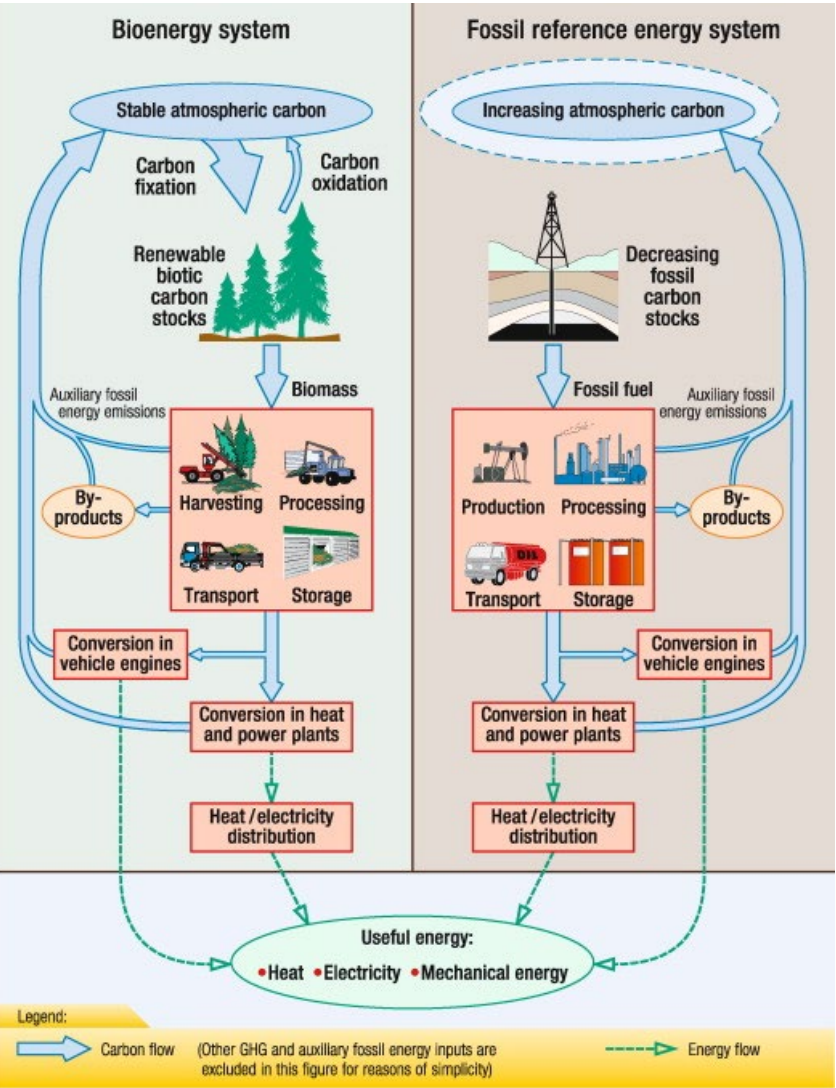 Bioenergy system
Stable atmospheric carbon
Carbon
fixation
Carbon
oxidation
Renewable
biotic
carbon
stocks
Biomass
Auxiliary fossil
energy emissions
By-
products
Harvesting
Processing
Transport
Storage
Conversion in
vehicle engines
Conversion in heat
and power plants
Heat/electricity
distribution
Fossil reference energy system
Increasing atmospheric carbon
Decreasing
fossil
carbon
stocks
Fossil fuel
Auxiliary fossil
energy emissions
Production
Processing
OIL
Transport
Storage
By-
products
Conversion in
vehicle engines
Conversion in heat
and power plants
Heat/electricity
distribution
Useful energy:
•Heat •Electricity •Mechanical energy
Legend:
Carbon flow
(Other GHG and auxiliary fossil energy inputs are
excluded in this figure for reasons of simplicity)
Energy flow